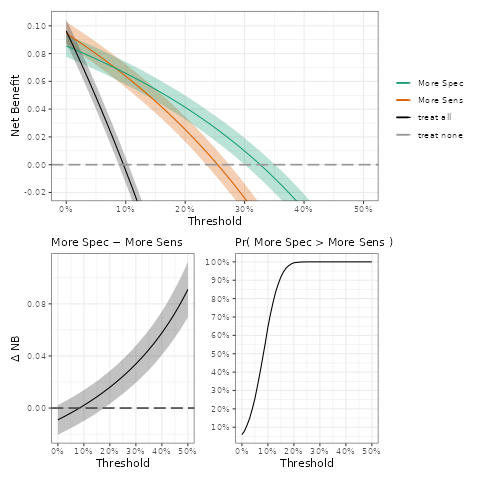 Net Benefit
0.10
0.08
0.06
0.04
0.02
0.00
-0.02
0%
10%
20%
30%
40%
50%
Threshold
More Spec
More Sens
treat all
treat none
More Spec − More Sens
Δ NB
0.08
0.04
0.00
0% 10% 20% 30% 40% 50%
Threshold
Pr( More Spec > More Sens )
100%
90%
80%
70%
60%
50%
40%
30%
20%
10%
0% 10% 20% 30% 40% 50%
Threshold